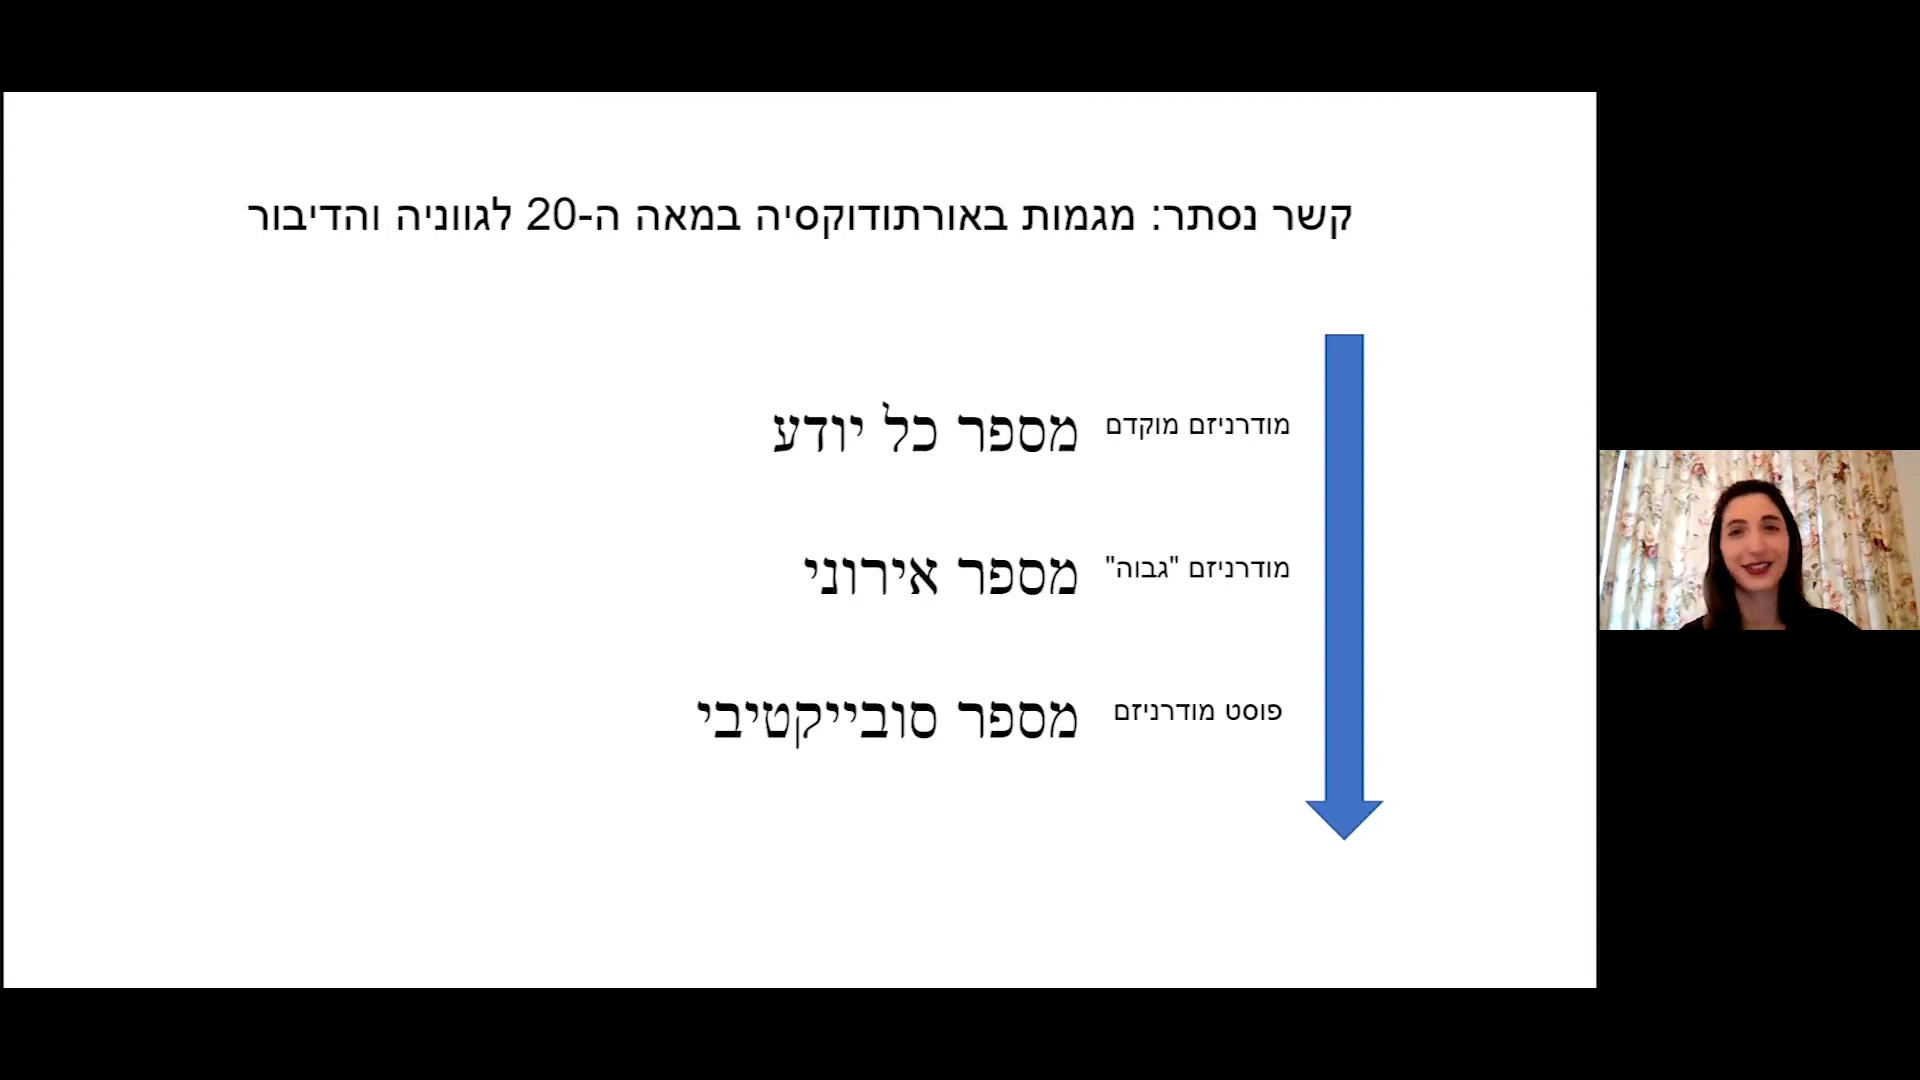 קשר נסתר: מגמות באורתודוקסיה במאה ה-20 לגווניה והדיבור
מודרניזם מוקדם מספר כל יודע
מודרניזם "גבוה" מספר אירוני
פוסט מודרניזם מספר סובייקטיבי